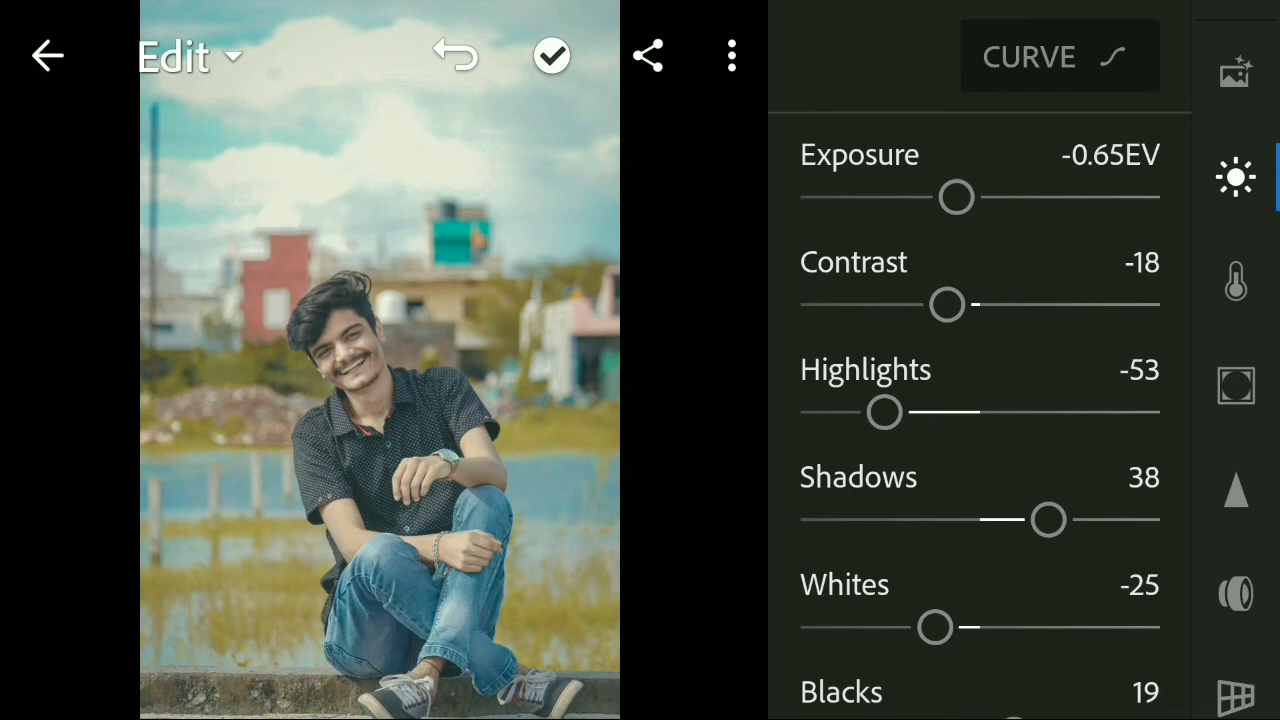 Edit
CURVE
Exposure -0.65EV
Contrast -18
Highlights -53
Shadows 38
Whites -25
Blacks 19